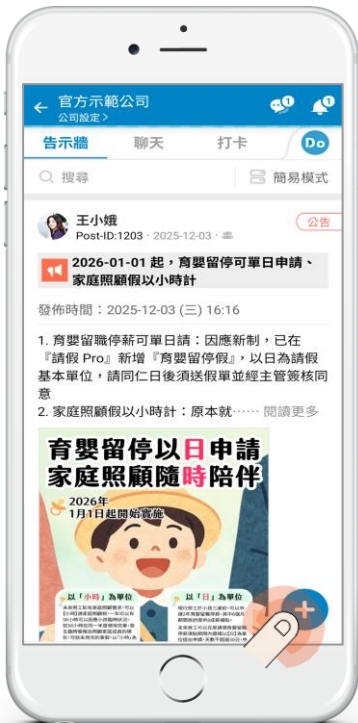 官方示範公司
公司設定 >
1
1
告示牆
聊天
打卡
Do
搜尋
簡易模式
王小娥
公告
Post-ID:1203 · 2025-12-03 ·
2026-01-01 起，育嬰留停可單日申請、
家庭照顧假以小時計
發佈時間：2025-12-03 (三) 16:16
1. 育嬰留職停薪可單日請：因應新制，已在
『請假 Pro』新增『育嬰留停假』，以日為請假
基本單位，請同仁日後須送假單並經主管簽核同
意
2. 家庭照顧假以小時計：原本就⋯⋯ 閱讀更多
育嬰留停以日申請
家庭照顧隨時陪伴
2026年
1月1日起開始實施
以「小時」為單位
以「日」為單位